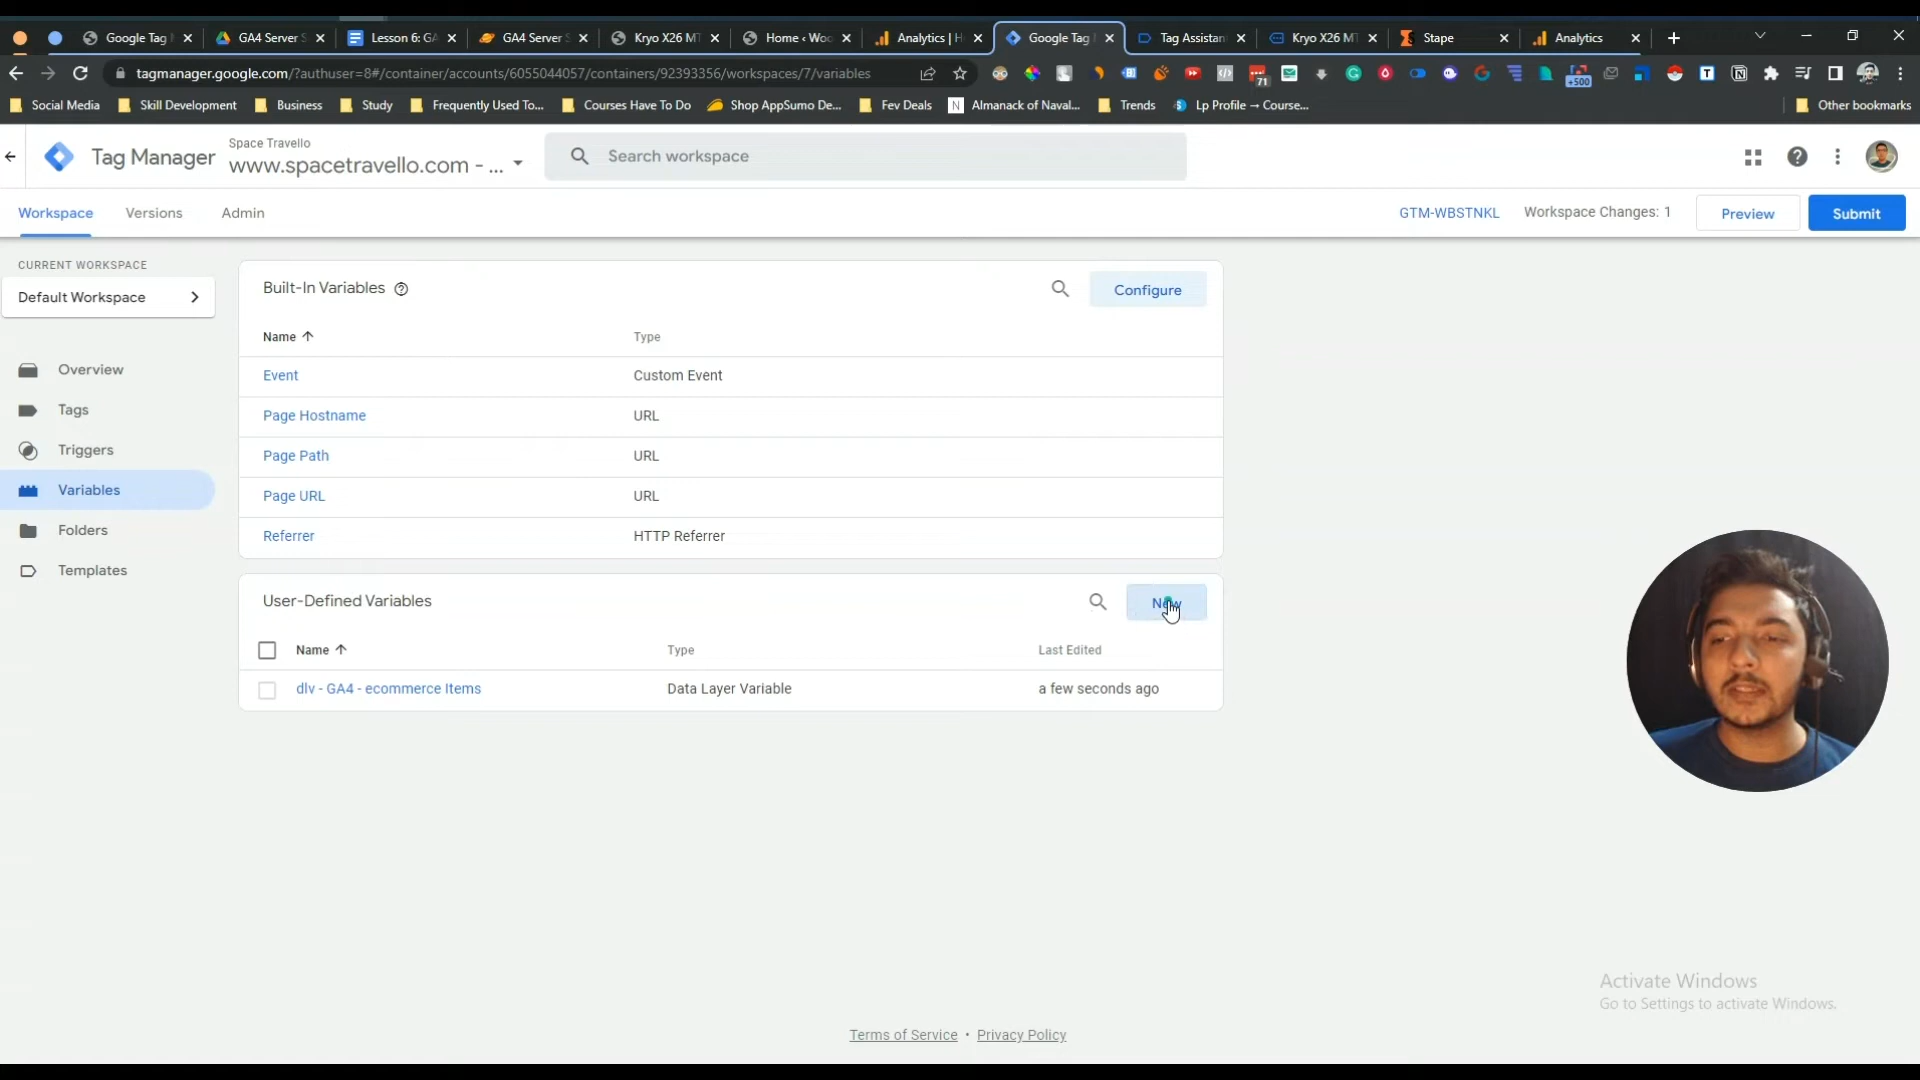 Google Tag
GA4 Server S
Lesson 6: GA
GA4 Server S
Kryo X26 MT
Home ‹ Woo
Analytics | H
Google Tag
Tag Assistan
Kryo X26 MT
Stape
Analytics
tagmanager.google.com/?authuser=8#/container/accounts/6055044057/containers/92393356/workspaces/7/variables
71
+500
Social Media
Skill Development
Business
Study
Frequently Used To...
Courses Have To Do
Shop AppSumo De...
Fev Deals
Almanack of Naval...
Trends
Lp Profile → Course...
Other bookmarks
Tag Manager
Space Travello
www.spacetravello.com - ...
Search workspace
Workspace
Versions
Admin
GTM-WBSTNKL
Workspace Changes: 1
Preview
Submit
CURRENT WORKSPACE
Default Workspace
Overview
Tags
Triggers
Variables
Folders
Templates
Built-In Variables
Configure
Name
Type
Event
Custom Event
Page Hostname
URL
Page Path
URL
Page URL
URL
Referrer
HTTP Referrer
User-Defined Variables
New
Name
Type
Last Edited
dlv - GA4 - ecommerce Items
Data Layer Variable
a few seconds ago
Activate Windows
Go to Settings to activate Windows.
Terms of Service • Privacy Policy